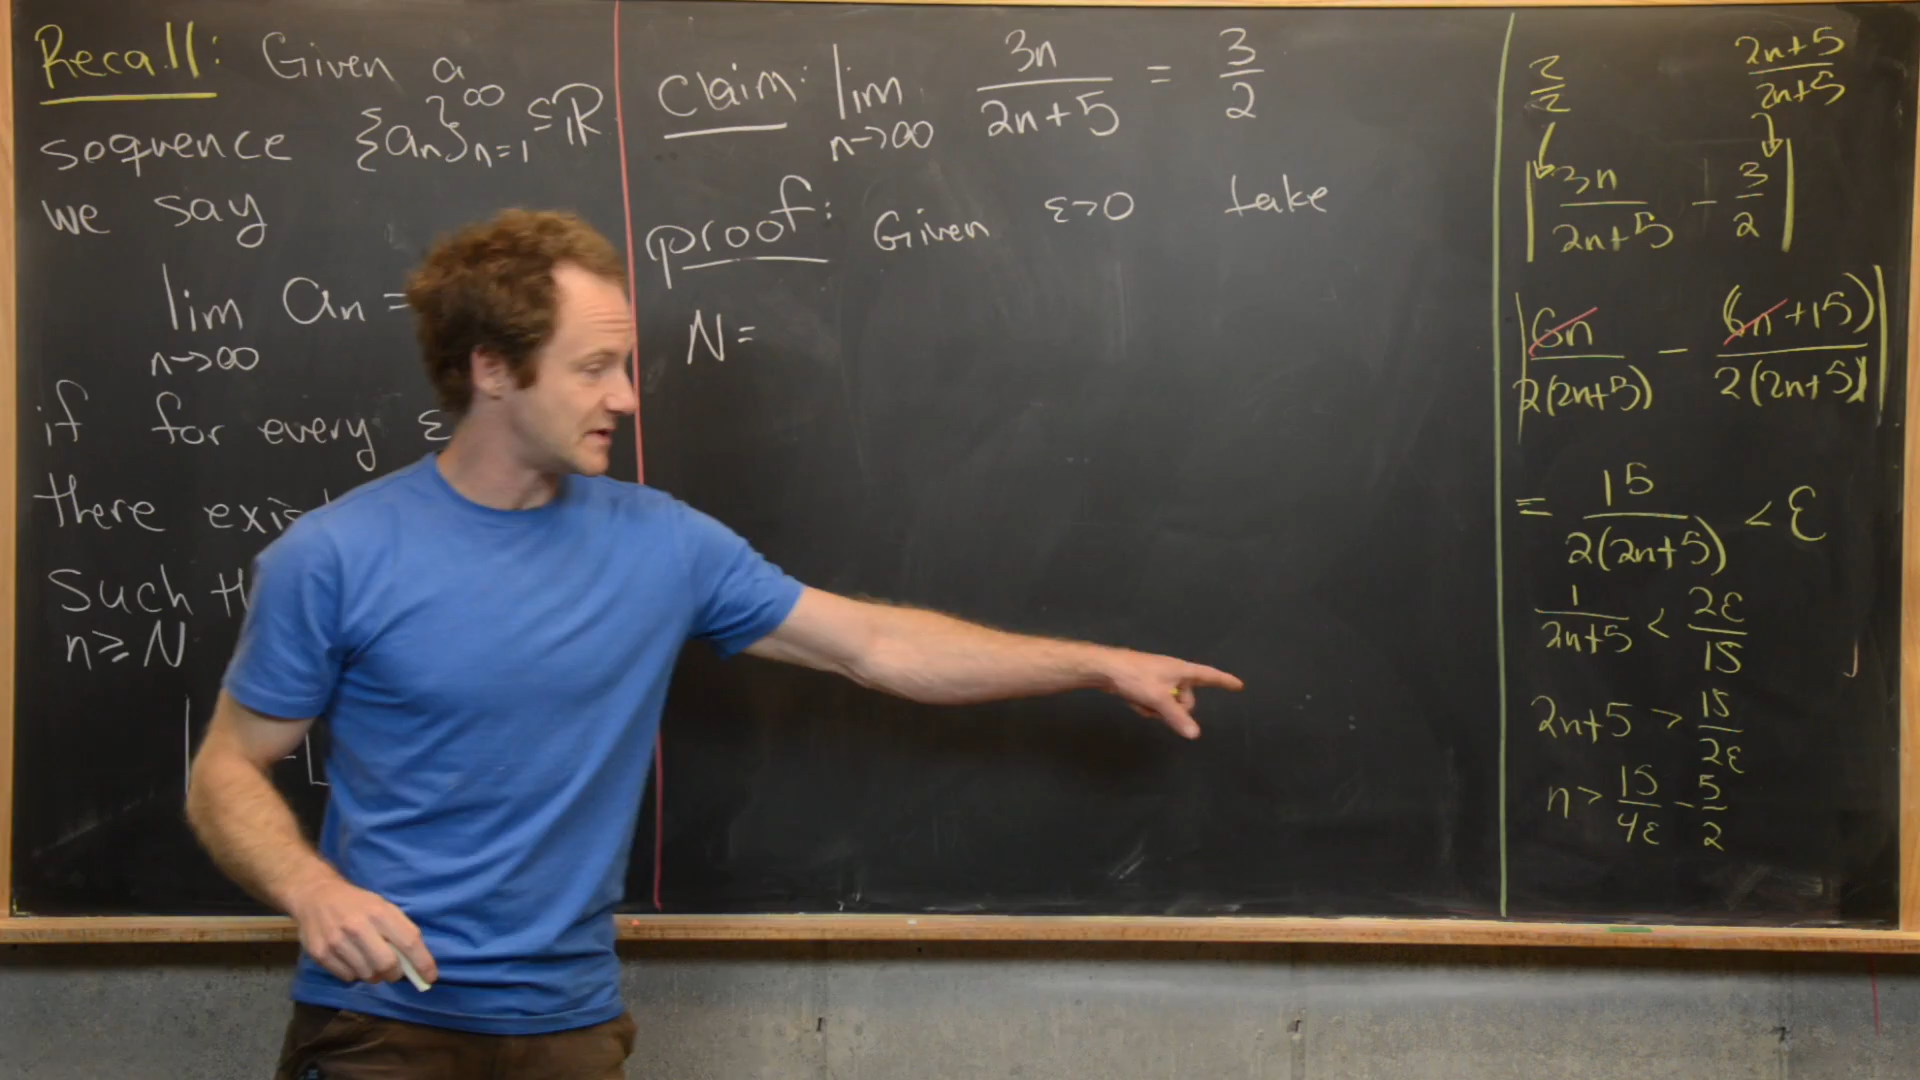 Recall: Given a
sequence {aₙ}ₙ₌₁^∞ ⊆ ℝ
we say
lim aₙ =
n→∞
if for every ε
there
Such
n ≥ N
Claim: lim 3n/(2n+5) = 3/2
n→∞
proof: Given ε>0 take
N=
2/2 (2n+5)/(2n+5)
|3n/(2n+5) - 3/2|
|6n/(2(2n+5)) - (6n+15)/(2(2n+5))|
= 15/(2(2n+5)) < ε
1/(2n+5) < 2ε/15
2n+5 > 15/2ε
n > 15/4ε - 5/2